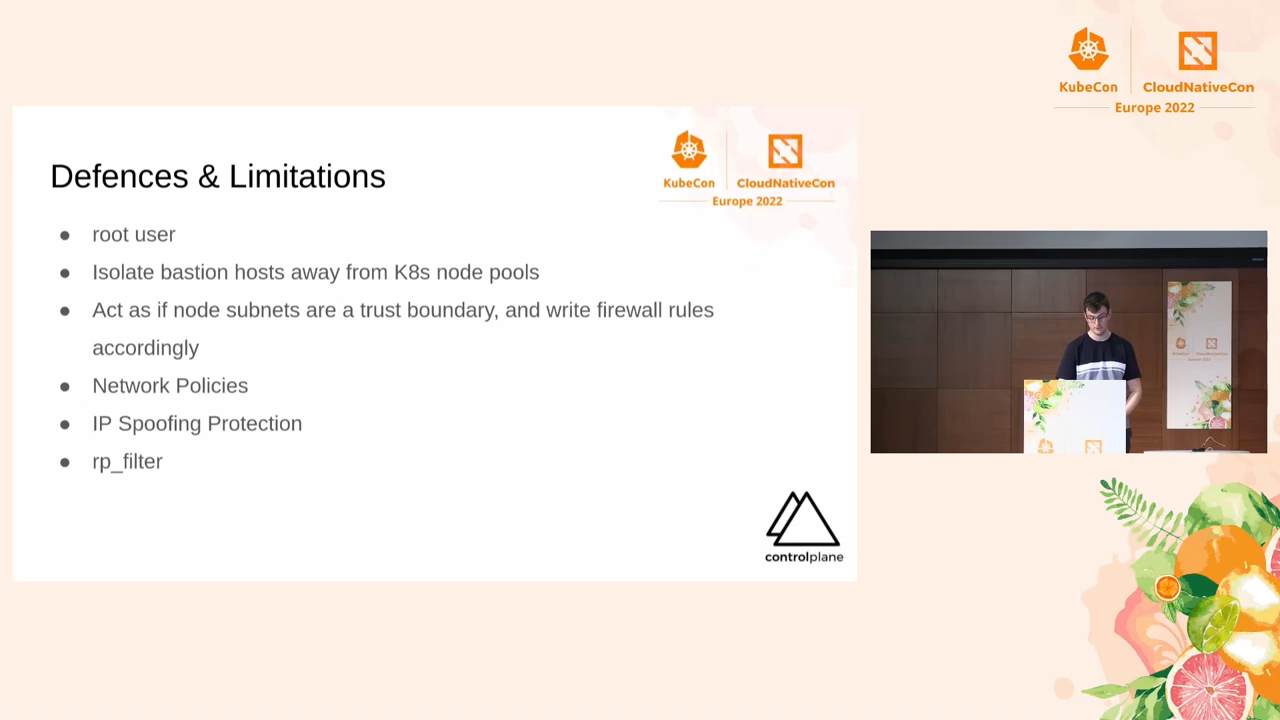 KubeCon
CloudNativeCon
Europe 2022
Defences & Limitations
KubeCon
CloudNativeCon
Europe 2022
● root user
● Isolate bastion hosts away from K8s node pools
● Act as if node subnets are a trust boundary, and write firewall rules
accordingly
● Network Policies
● IP Spoofing Protection
● rp_filter
controlplane